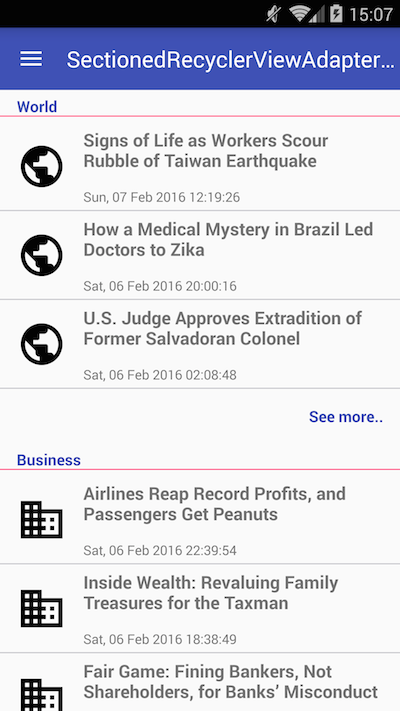 15:07
SectionedRecyclerViewAdapter...
World
Signs of Life as Workers Scour
Rubble of Taiwan Earthquake
Sun, 07 Feb 2016 12:19:26
How a Medical Mystery in Brazil Led
Doctors to Zika
Sat, 06 Feb 2016 20:00:16
U.S. Judge Approves Extradition of
Former Salvadoran Colonel
Sat, 06 Feb 2016 02:08:48
See more..
Business
Airlines Reap Record Profits, and
Passengers Get Peanuts
Sat, 06 Feb 2016 22:39:54
Inside Wealth: Revaluing Family
Treasures for the Taxman
Sat, 06 Feb 2016 18:38:49
Fair Game: Fining Bankers, Not
Shareholders, for Banks’ Misconduct